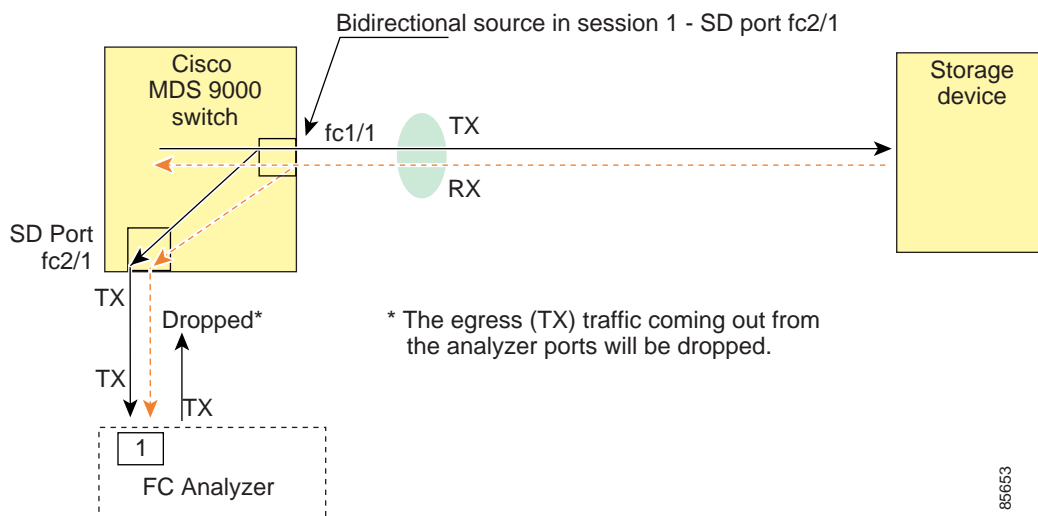 Bidirectional source in session 1 - SD port fc2/1
Cisco
MDS 9000
switch
Storage
device
fc1/1
TX
RX
SD Port
fc2/1
TX
Dropped*
* The egress (TX) traffic coming out from
the analyzer ports will be dropped.
TX
TX
1
FC Analyzer
85653